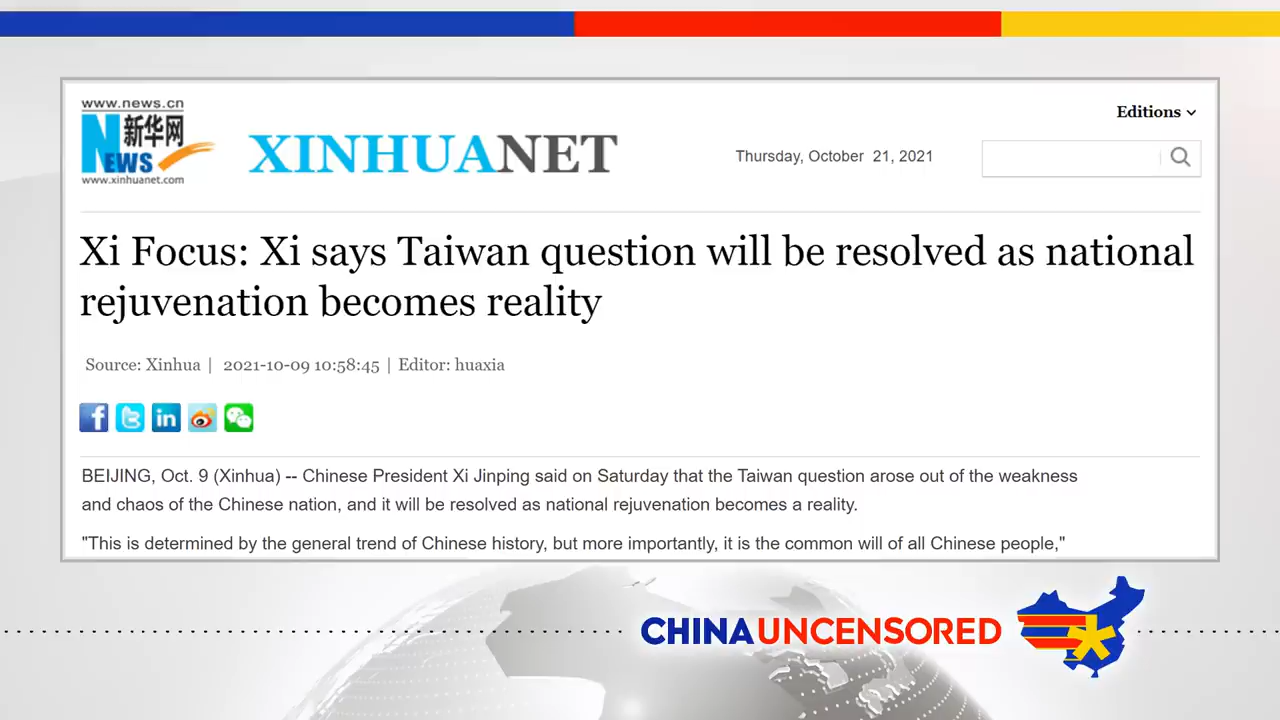 www.news.cn
新华网
NEWS
www.xinhuanet.com
XINHUANET
Thursday, October 21, 2021
Editions
Xi Focus: Xi says Taiwan question will be resolved as national
rejuvenation becomes reality
Source: Xinhua | 2021-10-09 10:58:45 | Editor: huaxia
BEIJING, Oct. 9 (Xinhua) -- Chinese President Xi Jinping said on Saturday that the Taiwan question arose out of the weakness
and chaos of the Chinese nation, and it will be resolved as national rejuvenation becomes a reality.
"This is determined by the general trend of Chinese history, but more importantly, it is the common will of all Chinese people,"
CHINA UNCENSORED